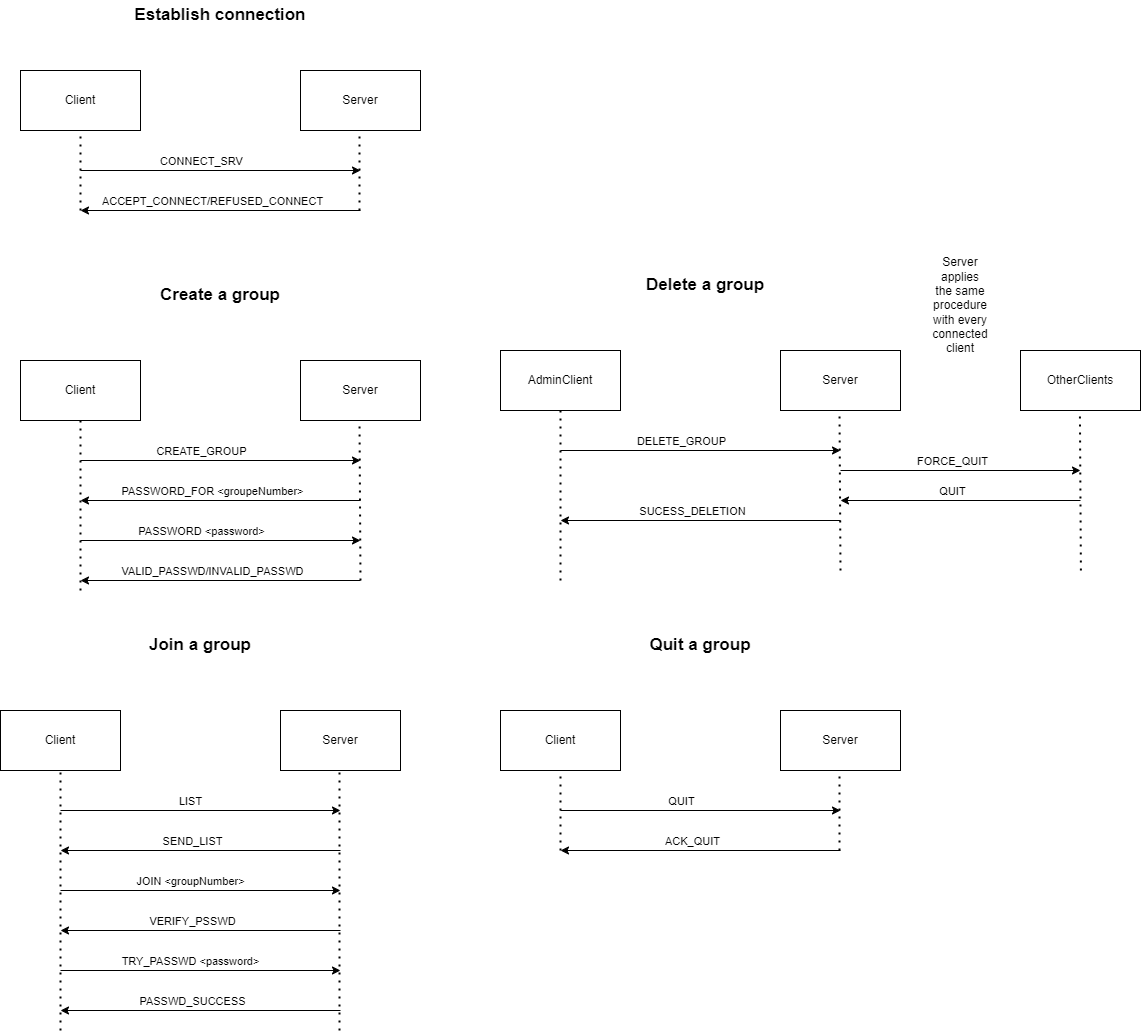 Establish connection
Client
Server
CONNECT_SRV
ACCEPT_CONNECT/REFUSED_CONNECT
Create a group
Client
Server
CREATE_GROUP
PASSWORD_FOR <groupeNumber>
PASSWORD <password>
VALID_PASSWD/INVALID_PASSWD
Delete a group
Server
applies
the same
procedure
with every
connected
client
AdminClient
Server
OtherClients
DELETE_GROUP
FORCE_QUIT
QUIT
SUCESS_DELETION
Join a group
Client
Server
LIST
SEND_LIST
JOIN <groupNumber>
VERIFY_PSSWD
TRY_PASSWD <password>
PASSWD_SUCCESS
Quit a group
Client
Server
QUIT
ACK_QUIT